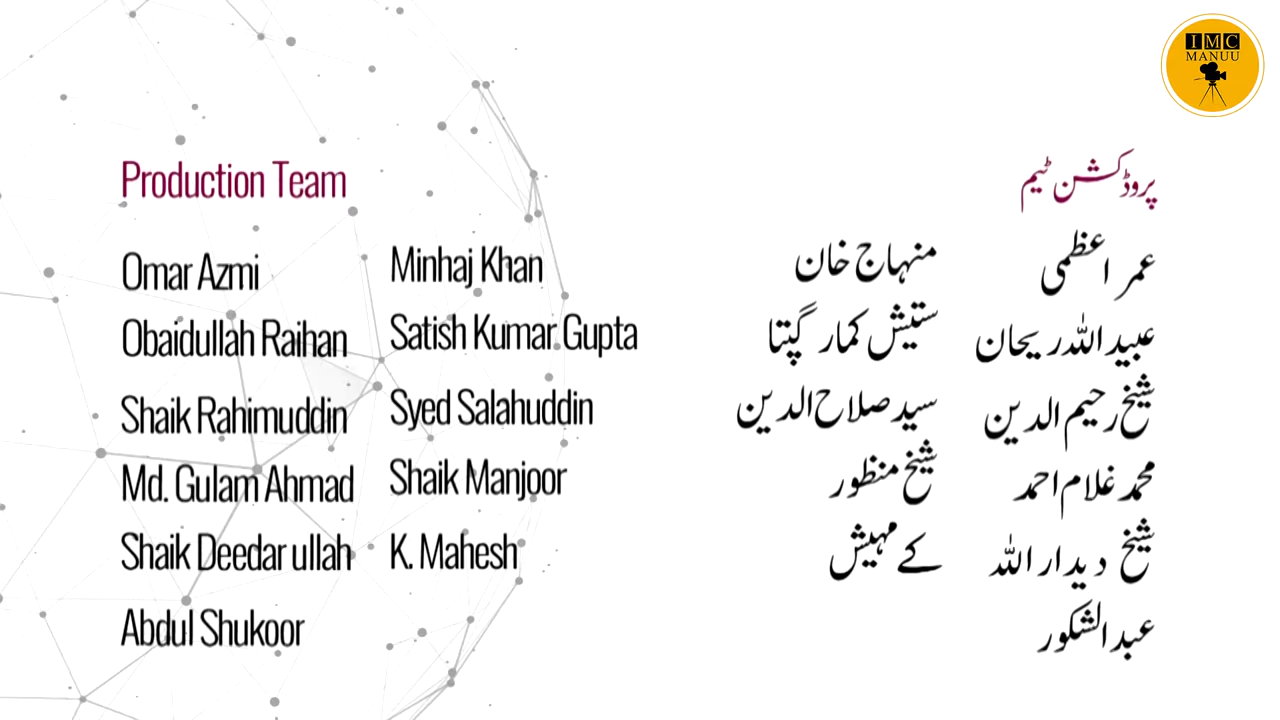 IMC
MANUU
Production Team
Omar Azmi
Obaidullah Raihan
Shaik Rahimuddin
Md. Gulam Ahmad
Shaik Deedar ullah
Abdul Shukoor
Minhaj Khan
Satish Kumar Gupta
Syed Salahuddin
Shaik Manjoor
K. Mahesh
پروڈکشن ٹیم
عمر اعظمی
عبید اللہ ریحان
شیخ رحیم الدین
محمد غلام احمد
شیخ دیدار اللہ
عبدالشکور
منہاج خان
ستیش کمار گپتا
سید صلاح الدین
شیخ منظور
کے مہیش